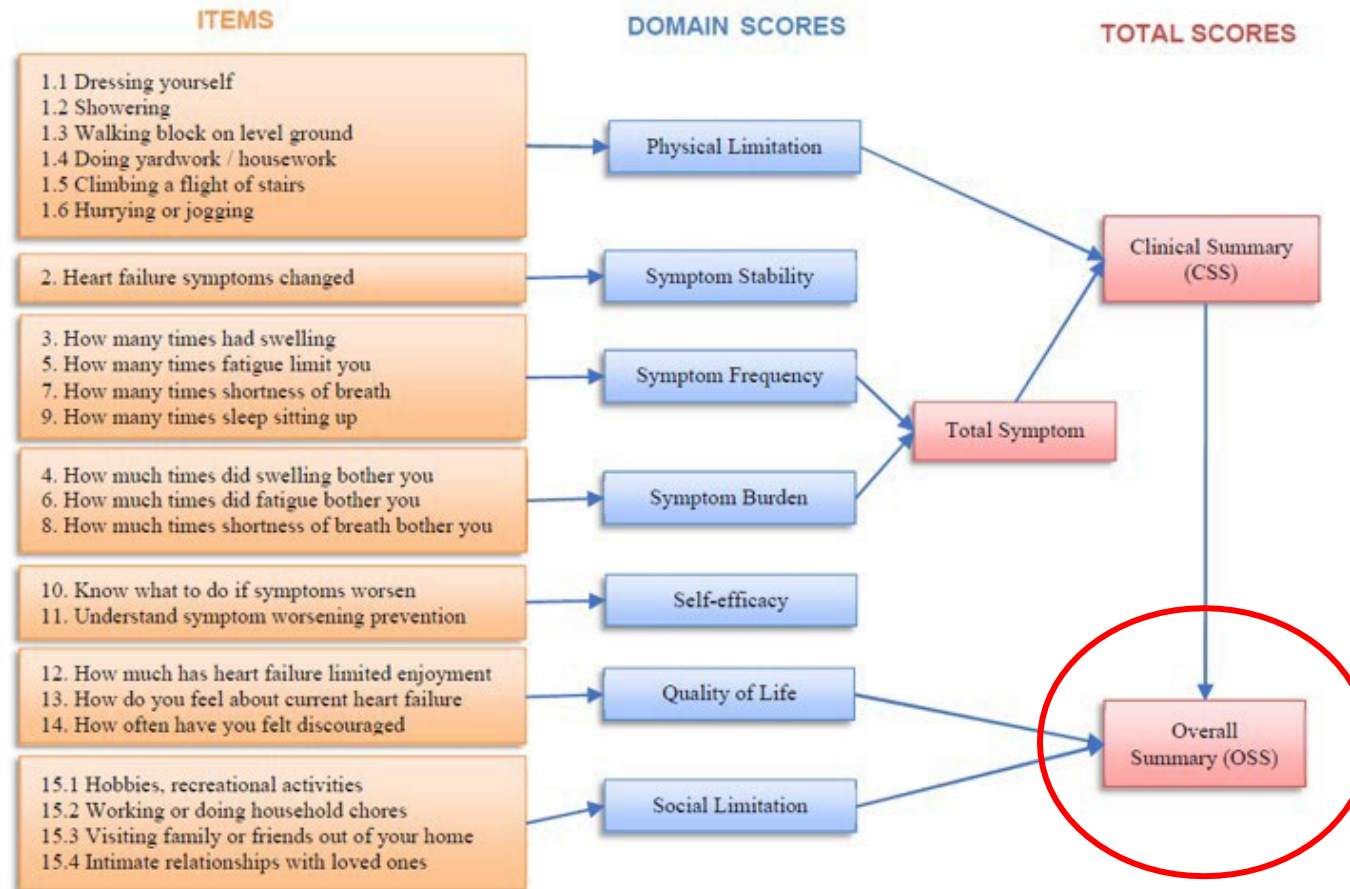 ITEMS
DOMAIN SCORES
TOTAL SCORES
1.1 Dressing yourself
1.2 Showering
1.3 Walking block on level ground
1.4 Doing yardwork / housework
1.5 Climbing a flight of stairs
1.6 Hurrying or jogging
Physical Limitation
Clinical Summary
(CSS)
2. Heart failure symptoms changed
Symptom Stability
3. How many times had swelling
5. How many times fatigue limit you
7. How many times shortness of breath
9. How many times sleep sitting up
Symptom Frequency
Total Symptom
4. How much times did swelling bother you
6. How much times did fatigue bother you
8. How much times shortness of breath bother you
Symptom Burden
10. Know what to do if symptoms worsen
11. Understand symptom worsening prevention
Self-efficacy
12. How much has heart failure limited enjoyment
13. How do you feel about current heart failure
14. How often have you felt discouraged
Quality of Life
Overall
Summary (OSS)
15.1 Hobbies, recreational activities
15.2 Working or doing household chores
15.3 Visiting family or friends out of your home
15.4 Intimate relationships with loved ones
Social Limitation